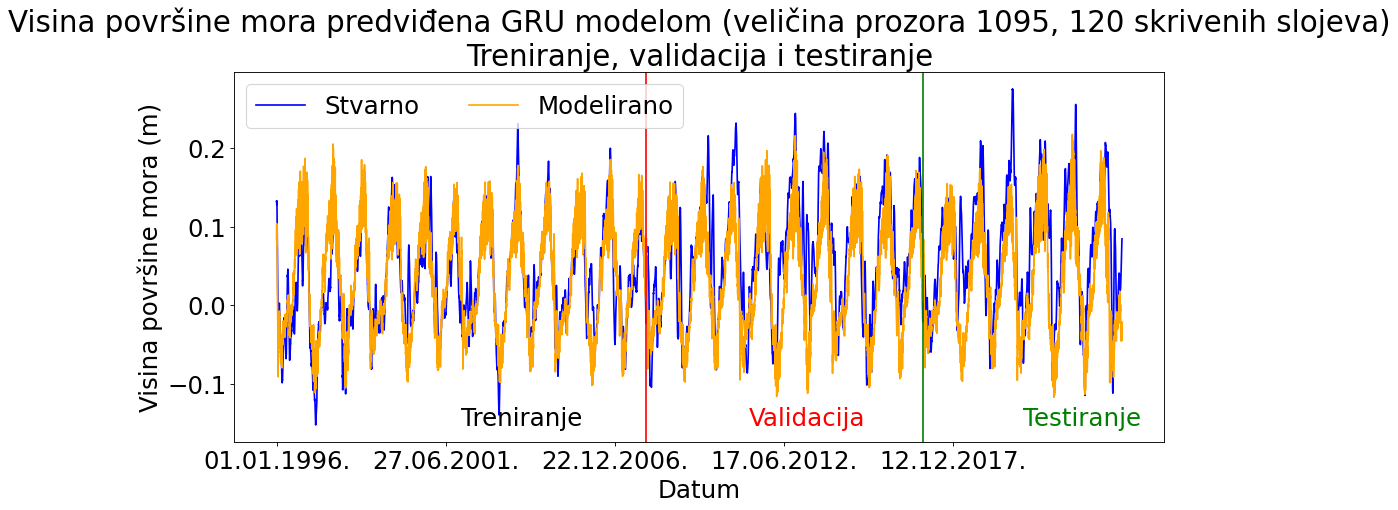 Visina površine mora predviđena GRU modelom (veličina prozora 1095, 120 skrivenih slojeva)
Treniranje, validacija i testiranje
Stvarno
Modelirano
Visina površine mora (m)
0.2
0.1
0.0
−0.1
Treniranje
Validacija
Testiranje
01.01.1996.
27.06.2001.
22.12.2006.
17.06.2012.
12.12.2017.
Datum